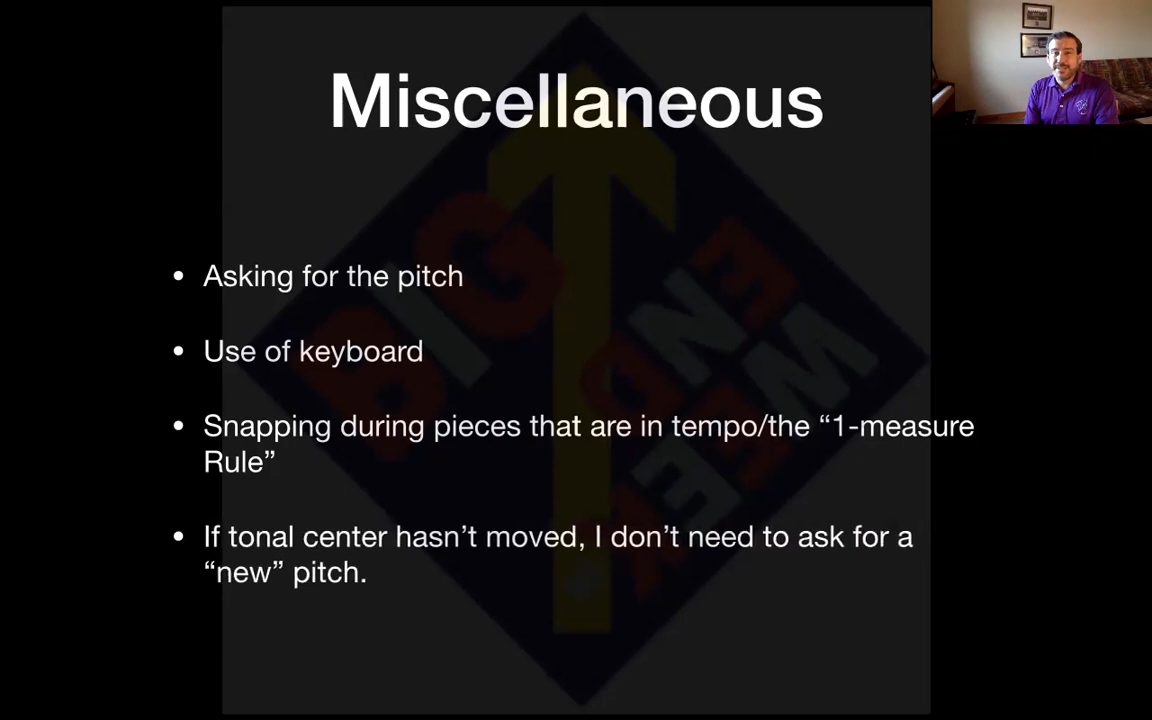 Miscellaneous
• Asking for the pitch
• Use of keyboard
• Snapping during pieces that are in tempo/the “1-measure
Rule”
• If tonal center hasn’t moved, I don’t need to ask for a
“new” pitch.
BIG